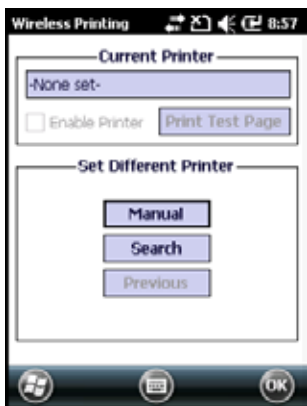 Wireless Printing 8:57
Current Printer
-None set-
Enable Printer Print Test Page
Set Different Printer
Manual
Search
Previous
OK